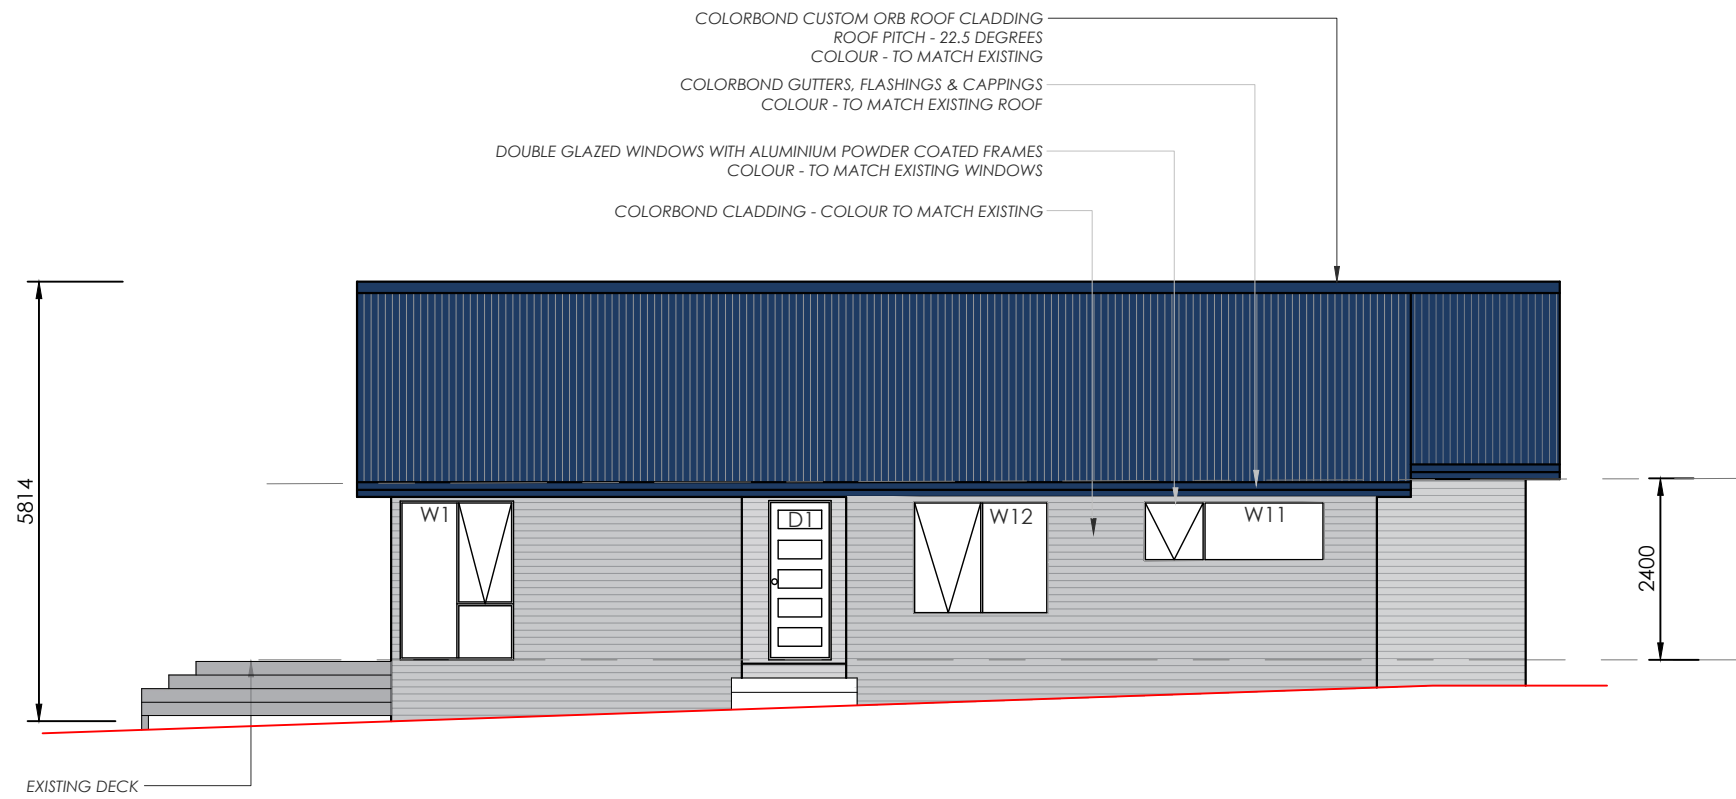 COLORBOND CUSTOM ORB ROOF CLADDING
ROOF PITCH - 22.5 DEGREES
COLOUR - TO MATCH EXISTING
COLORBOND GUTTERS, FLASHINGS & CAPPINGS
COLOUR - TO MATCH EXISTING ROOF
DOUBLE GLAZED WINDOWS WITH ALUMINIUM POWDER COATED FRAMES
COLOUR - TO MATCH EXISTING WINDOWS
COLORBOND CLADDING - COLOUR TO MATCH EXISTING
5814
W1
D1
W12
W11
2400
EXISTING DECK